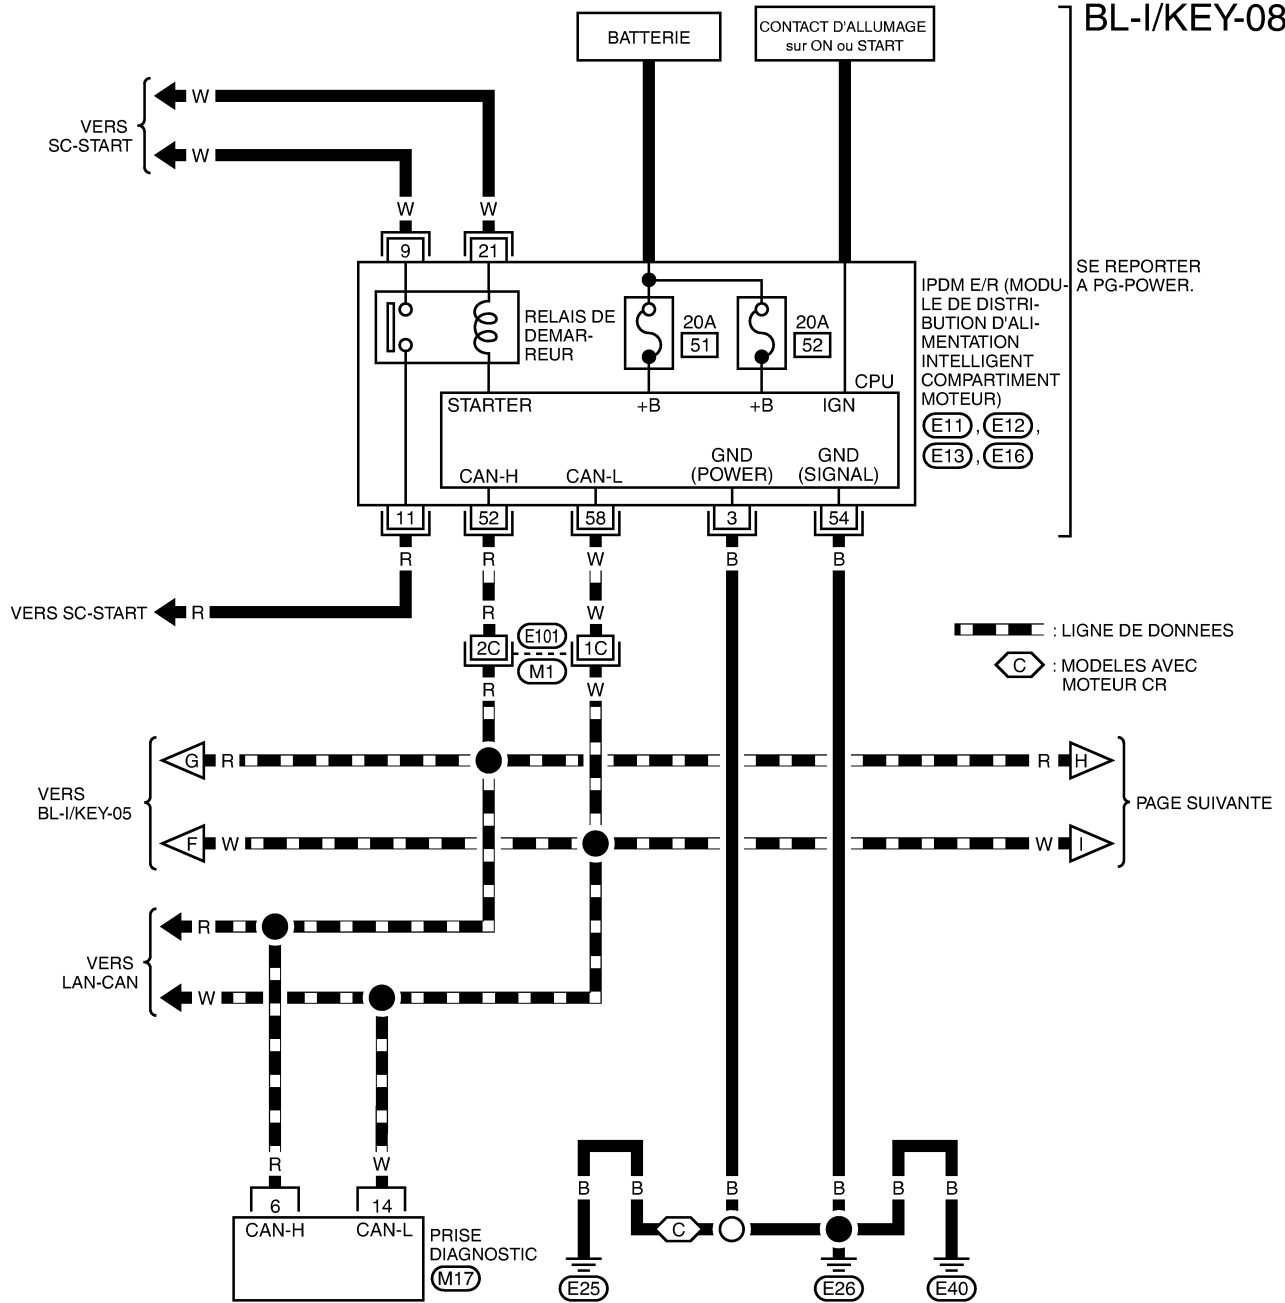 BL-I/KEY-08
BATTERIE
CONTACT D'ALLUMAGE
sur ON ou START
W
VERS
SC-START
W
W
W
9
21
SE REPORTER
A PG-POWER.
IPDM E/R (MODU-
LE DE DISTRI-
BUTION D'ALI-
MENTATION
INTELLIGENT
COMPARTIMENT
MOTEUR)
E11 , E12 ,
E13 , E16
RELAIS DE
DEMAR-
REUR
20A
51
20A
52
CPU
STARTER
+B
+B
IGN
CAN-H
CAN-L
GND
(POWER)
GND
(SIGNAL)
11
52
58
3
54
R
R
W
B
B
VERS SC-START
R
R
W
2C
E101
M1
1C
R
W
: LIGNE DE DONNEES
C
: MODELES AVEC
MOTEUR CR
G
R
R
H
VERS
BL-I/KEY-05
PAGE SUIVANTE
F
W
W
I
R
VERS
LAN-CAN
W
R
W
6
14
CAN-H
CAN-L
PRISE
DIAGNOSTIC
M17
B
B
B
B
B
B
C
E25
E26
E40